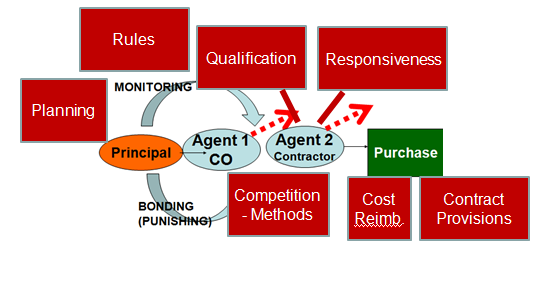 Rules
Qualification
Responsiveness
Planning
MONITORING
Principal
Agent 1
CO
Agent 2
Contractor
Purchase
BONDING
(PUNISHING)
Competition
- Methods
Cost
Reimb.
Contract
Provisions